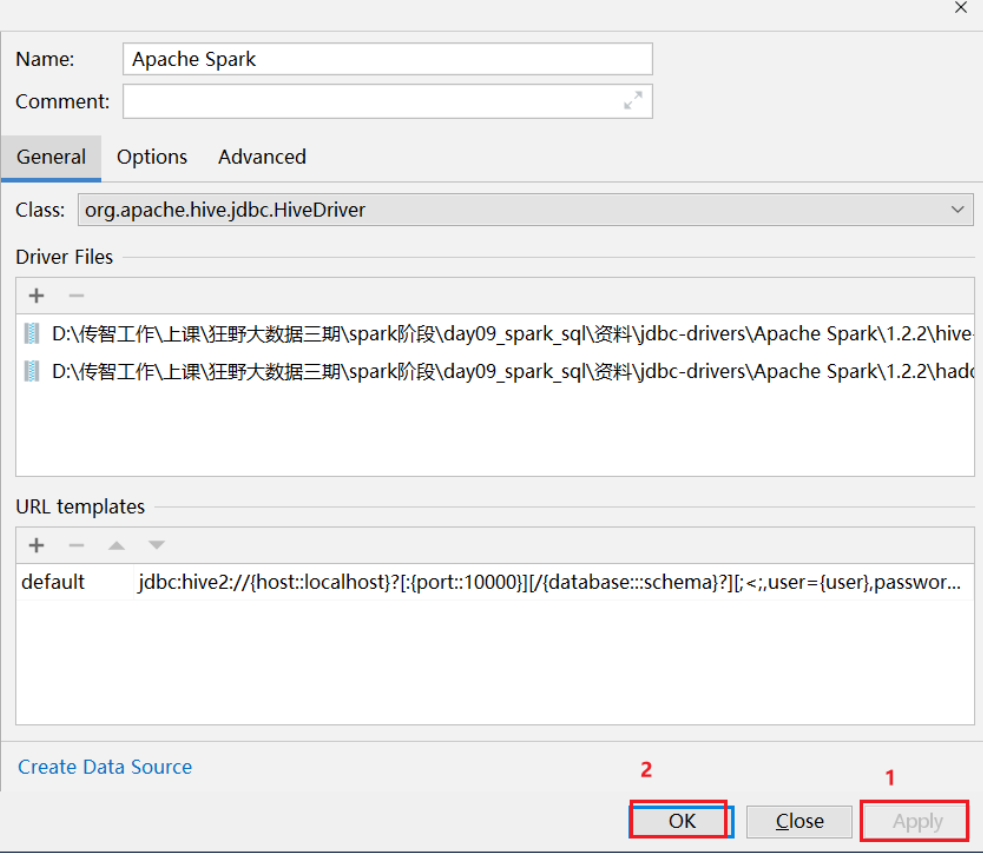 Name: Apache Spark
Comment:
General Options Advanced
Class: org.apache.hive.jdbc.HiveDriver
Driver Files
D:\传智工作\上课\狂野大数据三期\spark阶段\day09_spark_sql\资料\jdbc-drivers\Apache Spark\1.2.2\hive-
D:\传智工作\上课\狂野大数据三期\spark阶段\day09_spark_sql\资料\jdbc-drivers\Apache Spark\1.2.2\hadc
URL templates
default jdbc:hive2://{host::localhost}?[:{port::10000}][/{database:::schema}?][;<;,user={user},passwor...
Create Data Source
2 1
OK Close Apply